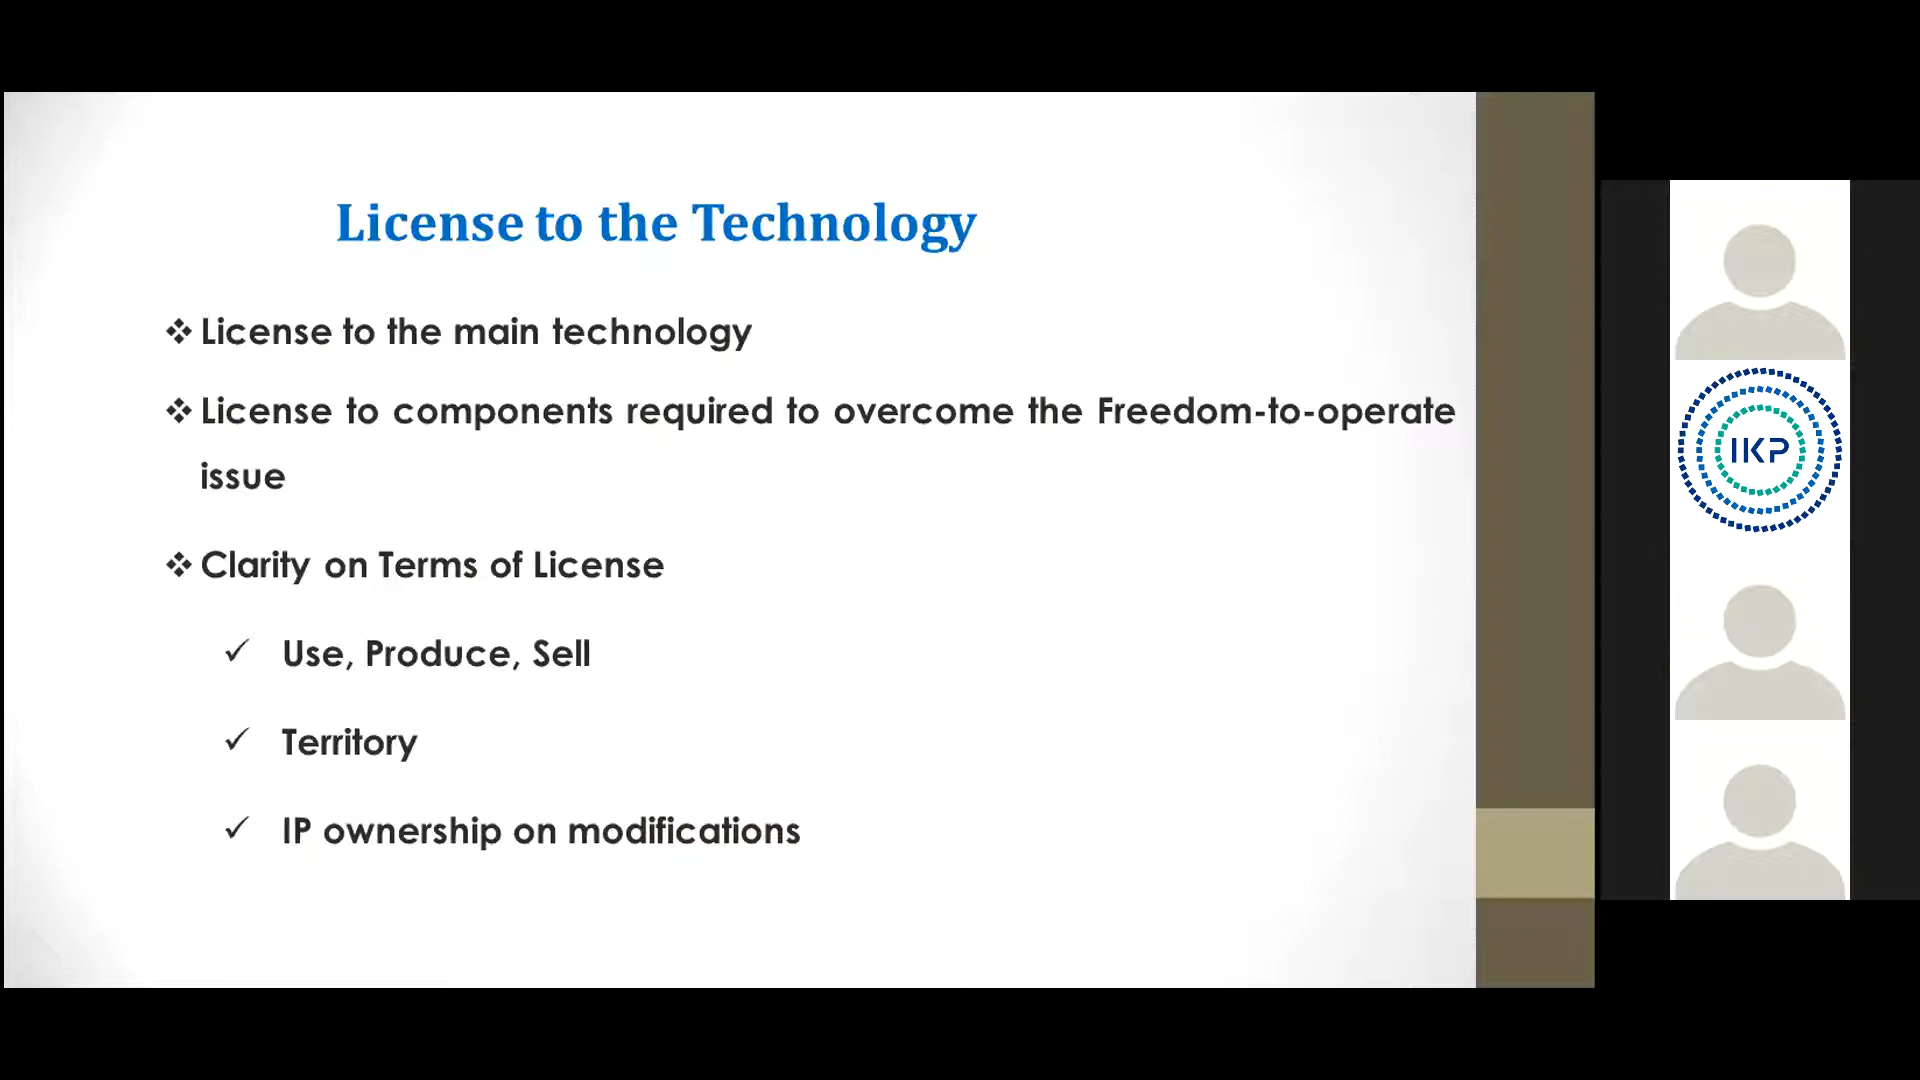 License to the Technology
❖ License to the main technology
❖ License to components required to overcome the Freedom-to-operate
issue
❖ Clarity on Terms of License
✓ Use, Produce, Sell
✓ Territory
✓ IP ownership on modifications
IKP